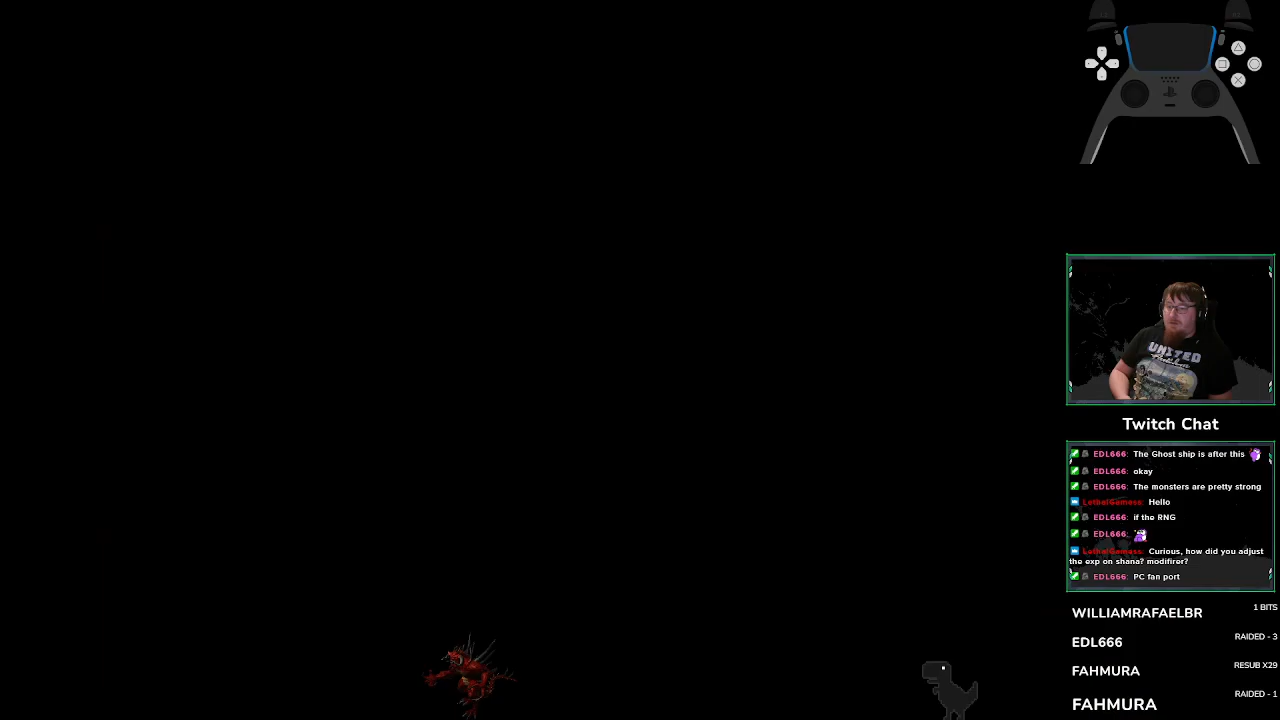 UNITED
Twitch Chat
EDL666: The Ghost ship is after this
EDL666: okay
EDL666: The monsters are pretty strong
LethalGamess: Hello
EDL666: if the RNG
EDL666:
LethalGamess: Curious, how did you adjust
the exp on shana? modifirer?
EDL666: PC fan port
WILLIAMRAFAELBR 1 BITS
EDL666 RAIDED - 3
FAHMURA RESUB X29
FAHMURA RAIDED - 1